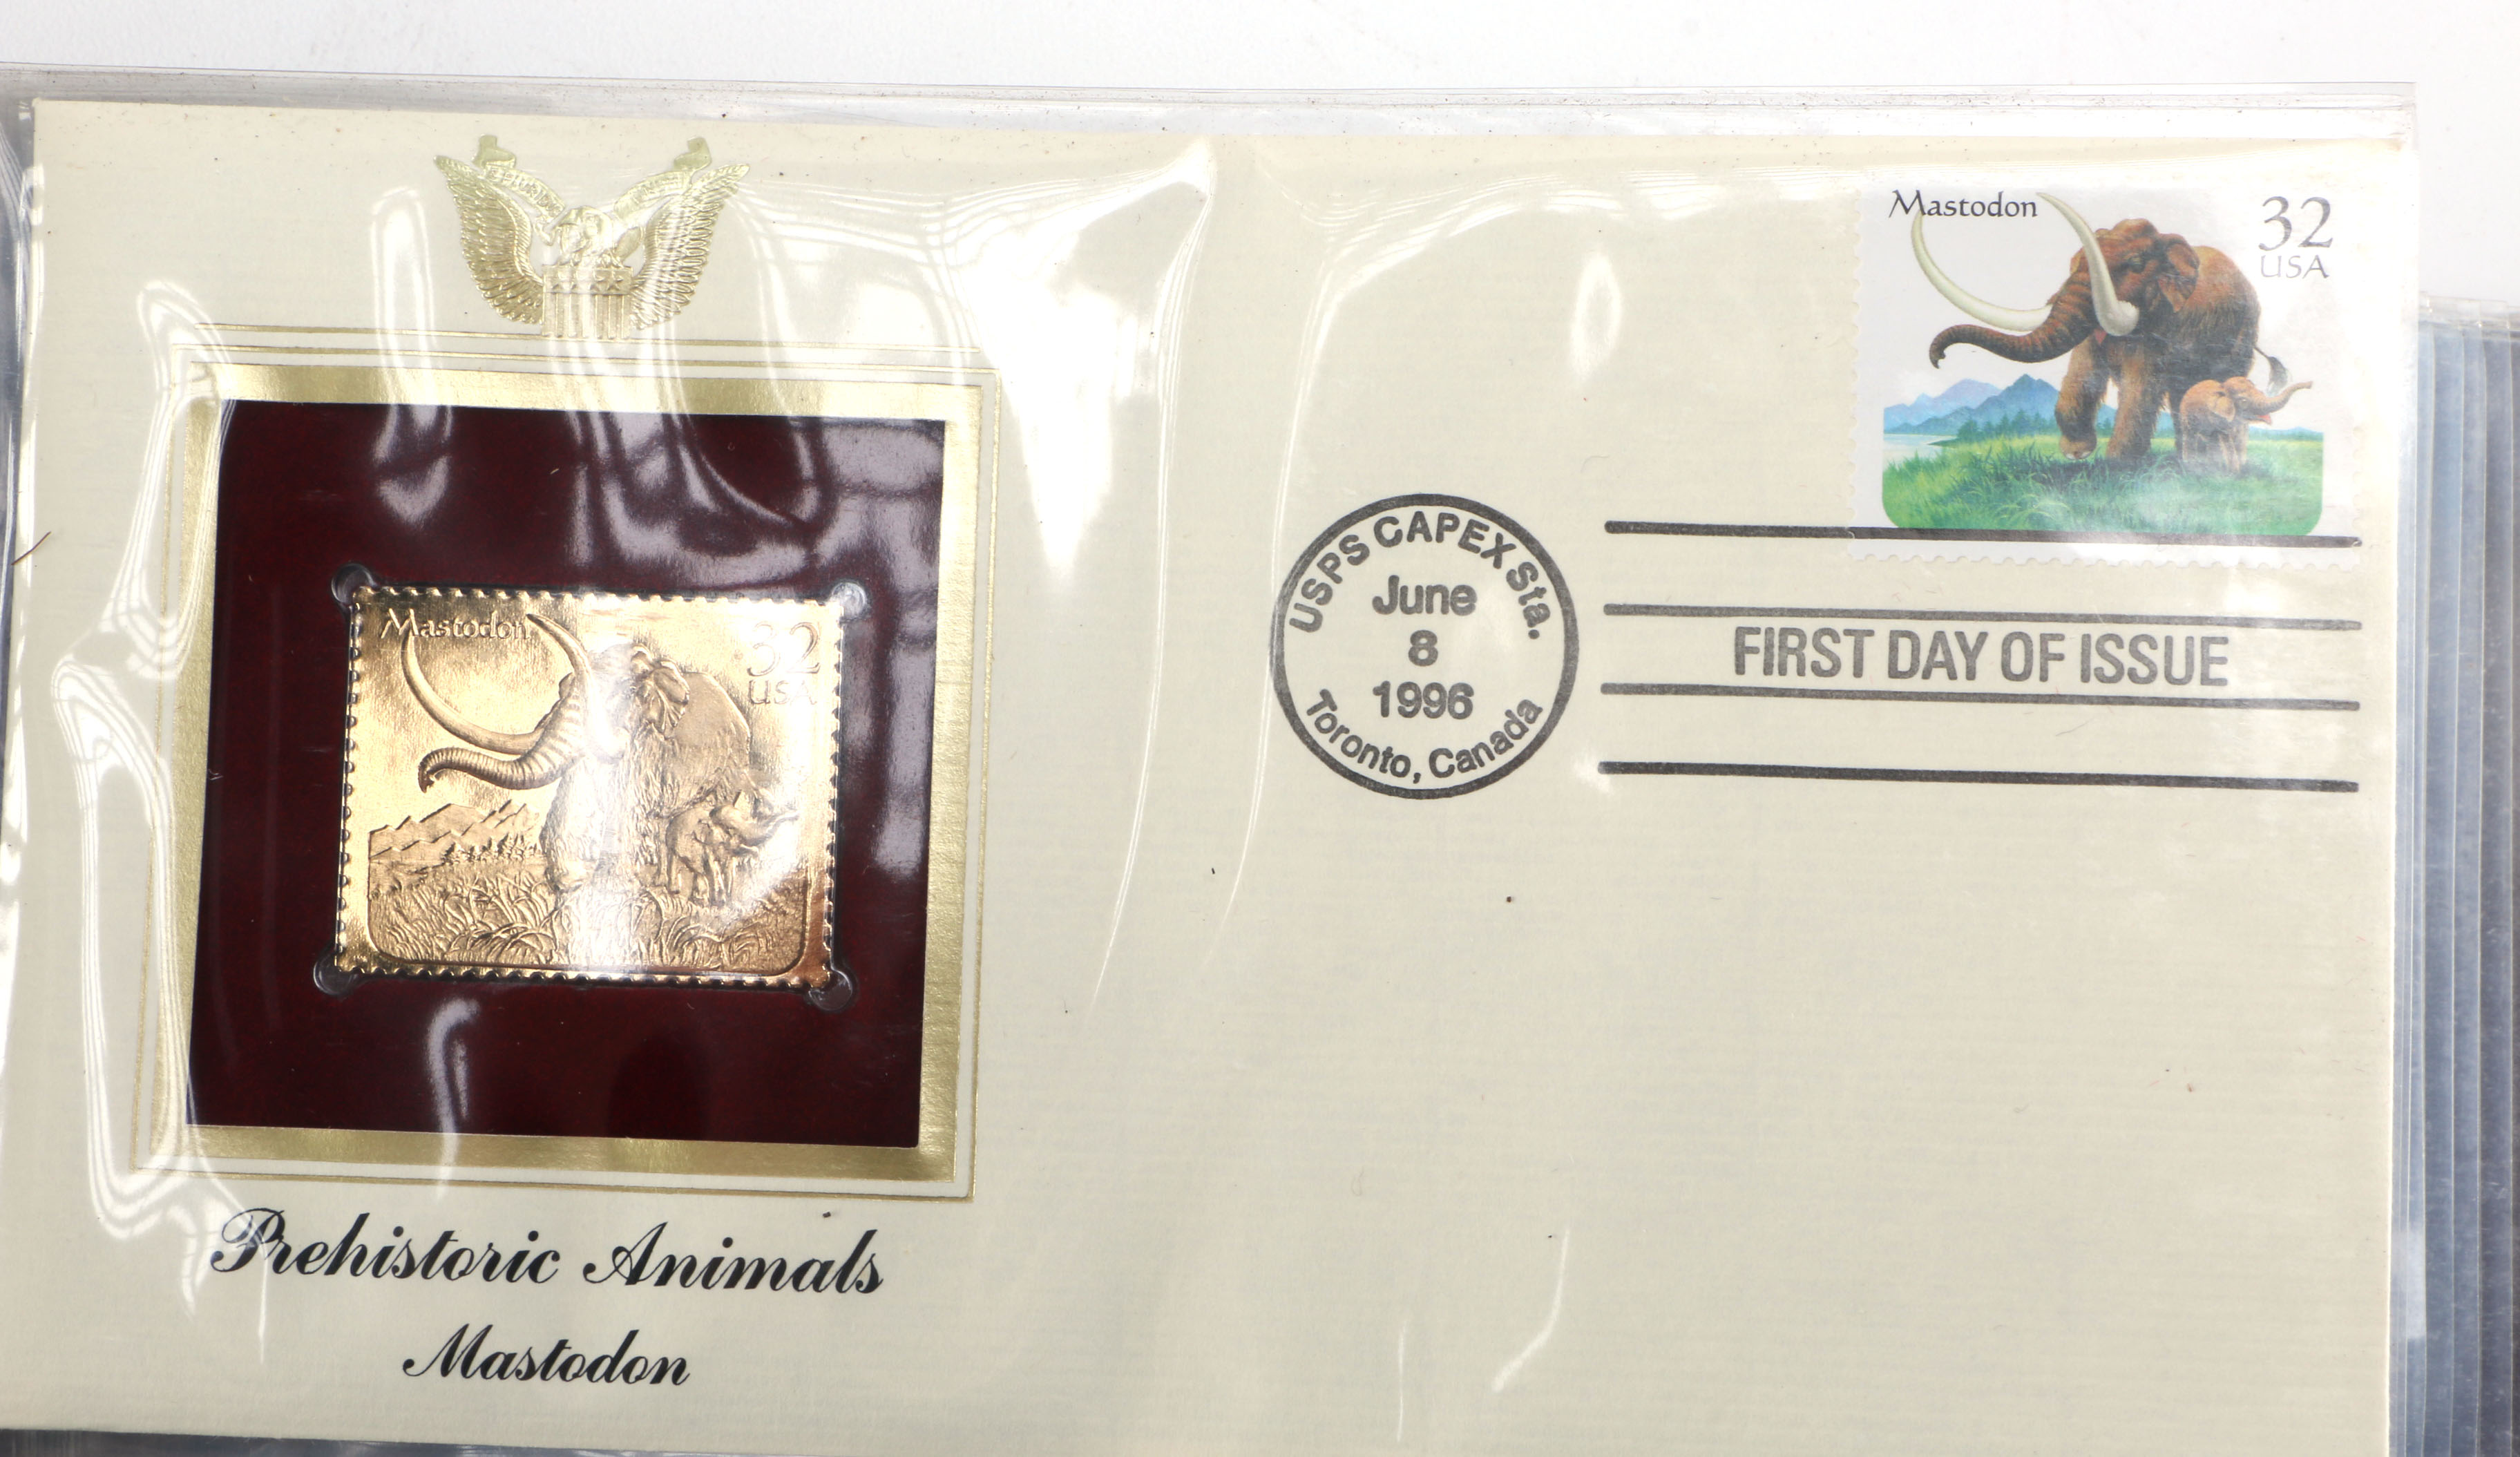 Mastodon
32
USA
USPS CAPEX Sta.
June
8
1996
Toronto, Canada
FIRST DAY OF ISSUE
Mastodon
32
USA
Prehistoric Animals
Mastodon